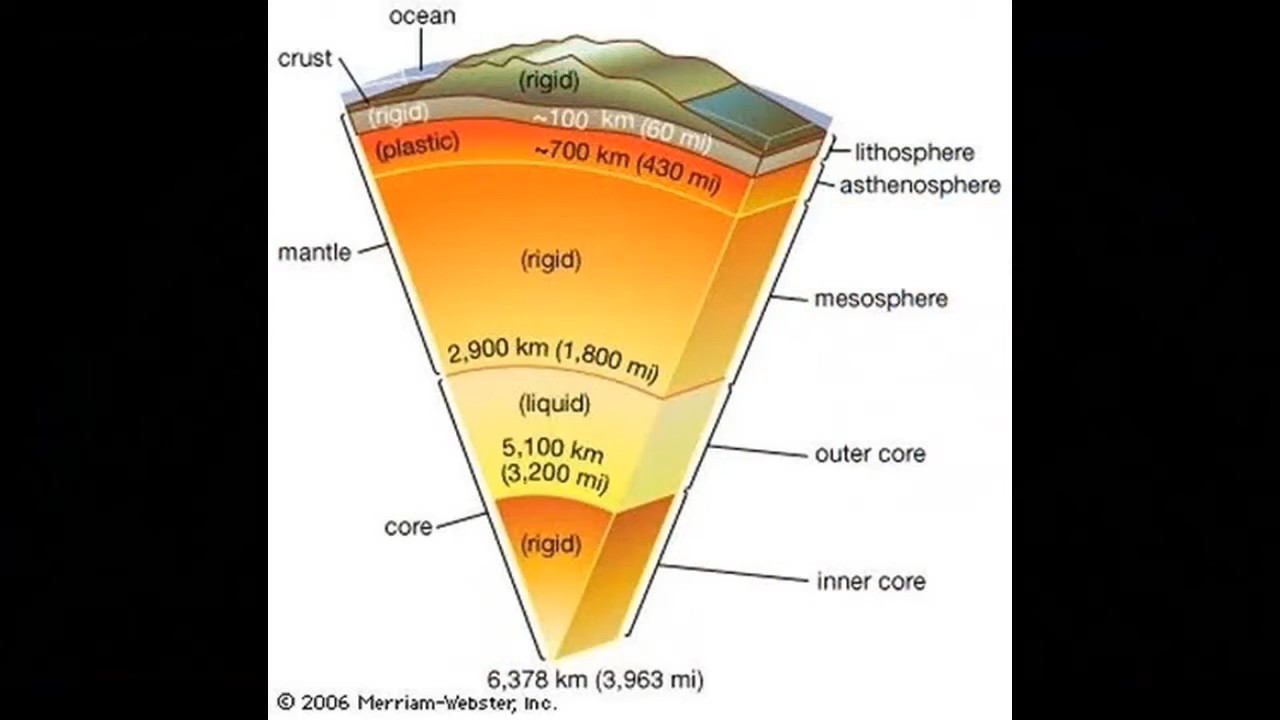 ocean
crust
(rigid)
(rigid)
~100 km (60 mi)
(plastic)
~700 km (430 mi)
lithosphere
asthenosphere
mantle
(rigid)
mesosphere
2,900 km (1,800 mi)
(liquid)
5,100 km
(3,200 mi)
outer core
core
(rigid)
inner core
6,378 km (3,963 mi)
© 2006 Merriam-Webster, Inc.